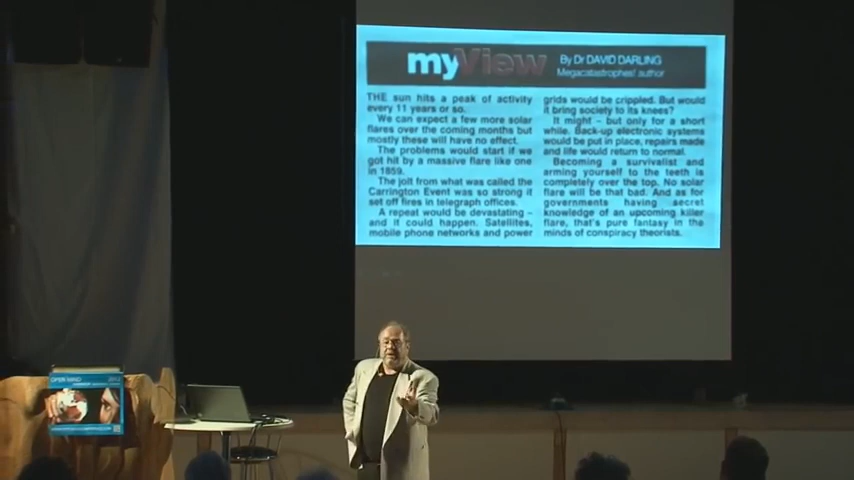 myView
By Dr DAVID DARLING
Megacatastrophes! author
THE sun hits a peak of activity
every 11 years or so.
We can expect a few more solar
flares over the coming months but
mostly these will have no effect.
The problems would start if we
got hit by a massive flare like one
in 1859.
The jolt from what was called the
Carrington Event was so strong it
set off fires in telegraph offices.
A repeat would be devastating –
and it could happen. Satellites,
mobile phone networks and power
grids would be crippled. But would
it bring society to its knees?
It might – but only for a short
while. Back-up electronic systems
would be put in place, repairs made
and life would return to normal.
Becoming a survivalist and
arming yourself to the teeth is
completely over the top. No solar
flare will be that bad. And as for
governments having secret
knowledge of an upcoming killer
flare, that's pure fantasy in the
minds of conspiracy theorists.
OPEN MIND
2012